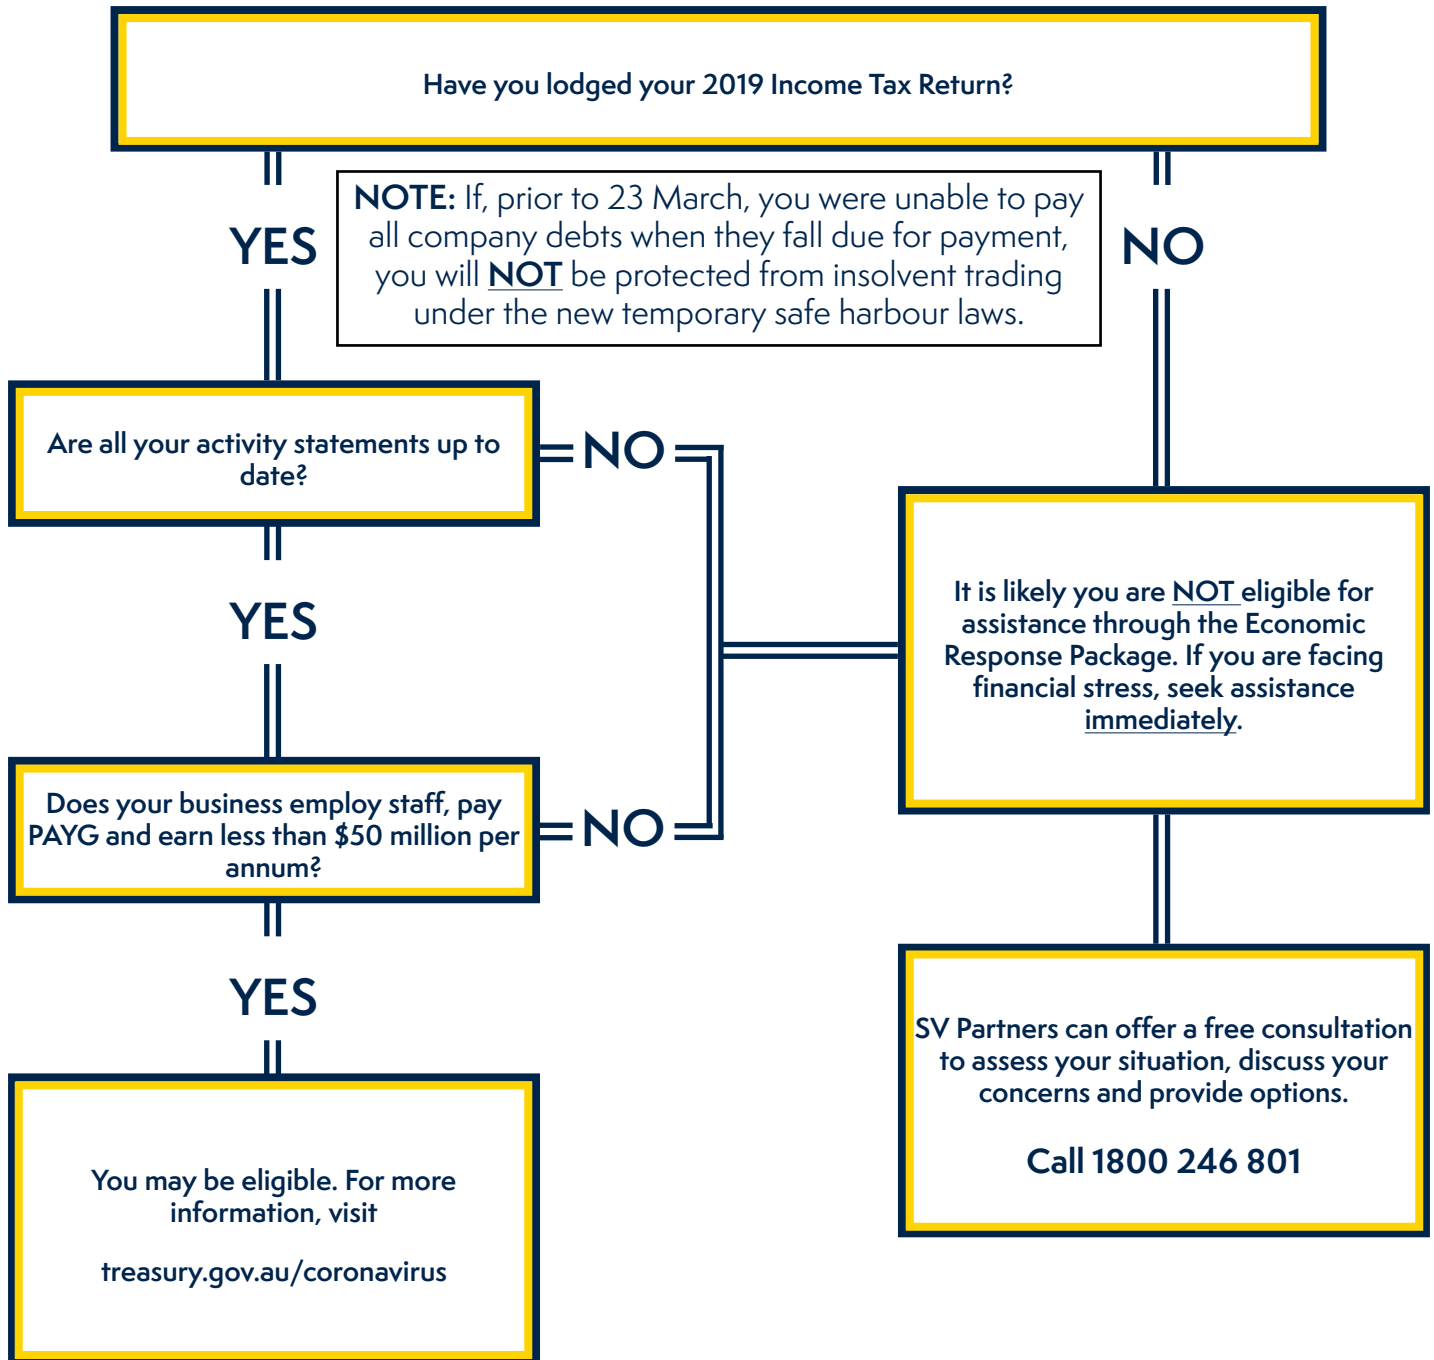 Have you lodged your 2019 Income Tax Return?
NOTE: If, prior to 23 March, you were unable to pay
all company debts when they fall due for payment,
you will NOT be protected from insolvent trading
under the new temporary safe harbour laws.
YES
NO
Are all your activity statements up to
date?
NO
It is likely you are NOT eligible for
assistance through the Economic
Response Package. If you are facing
financial stress, seek assistance
immediately.
YES
Does your business employ staff, pay
PAYG and earn less than $50 million per
annum?
NO
YES
SV Partners can offer a free consultation
to assess your situation, discuss your
concerns and provide options.
Call 1800 246 801
You may be eligible. For more
information, visit
treasury.gov.au/coronavirus